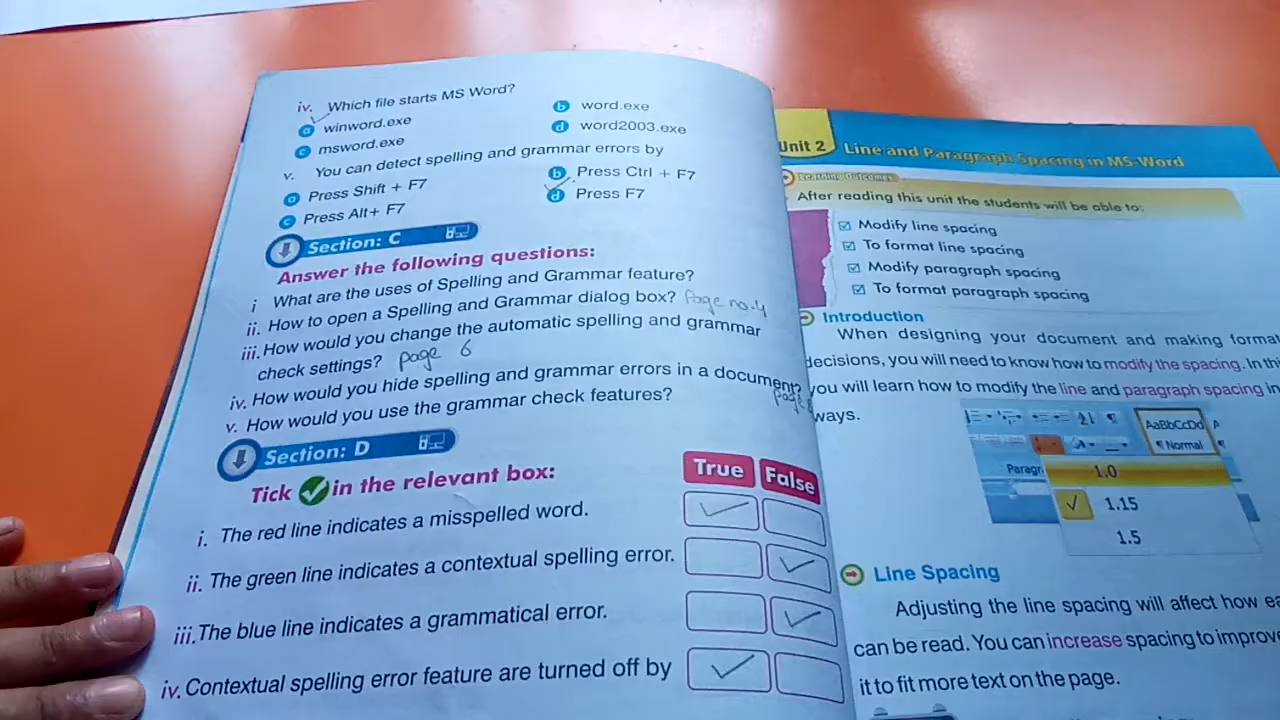 iv. Which file starts MS Word?
a winword.exe
b word.exe
c msword.exe
d word2003.exe
v. You can detect spelling and grammar errors by
a Press Shift + F7
b Press Ctrl + F7
c Press Alt+ F7
d Press F7
Section: C
Answer the following questions:
i What are the uses of Spelling and Grammar feature?
ii. How to open a Spelling and Grammar dialog box? Page no.4
iii. How would you change the automatic spelling and grammar
check settings? page 6
iv. How would you hide spelling and grammar errors in a document?
page
v. How would you use the grammar check features?
Section: D
Tick in the relevant box:
True False
i. The red line indicates a misspelled word.
ii. The green line indicates a contextual spelling error.
iii. The blue line indicates a grammatical error.
iv. Contextual spelling error feature are turned off by
Unit 2 Line and Paragraph Spacing in MS-Word
Learning Outcomes
After reading this unit the students will be able to:
Modify line spacing
To format line spacing
Modify paragraph spacing
To format paragraph spacing
Introduction
When designing your document and making format
decisions, you will need to know how to modify the spacing. In thi
you will learn how to modify the line and paragraph spacing in
ways.
AaBbCcDd
¶ Normal
Paragr
1.0
1.15
1.5
Line Spacing
Adjusting the line spacing will affect how ea
can be read. You can increase spacing to improve
it to fit more text on the page.